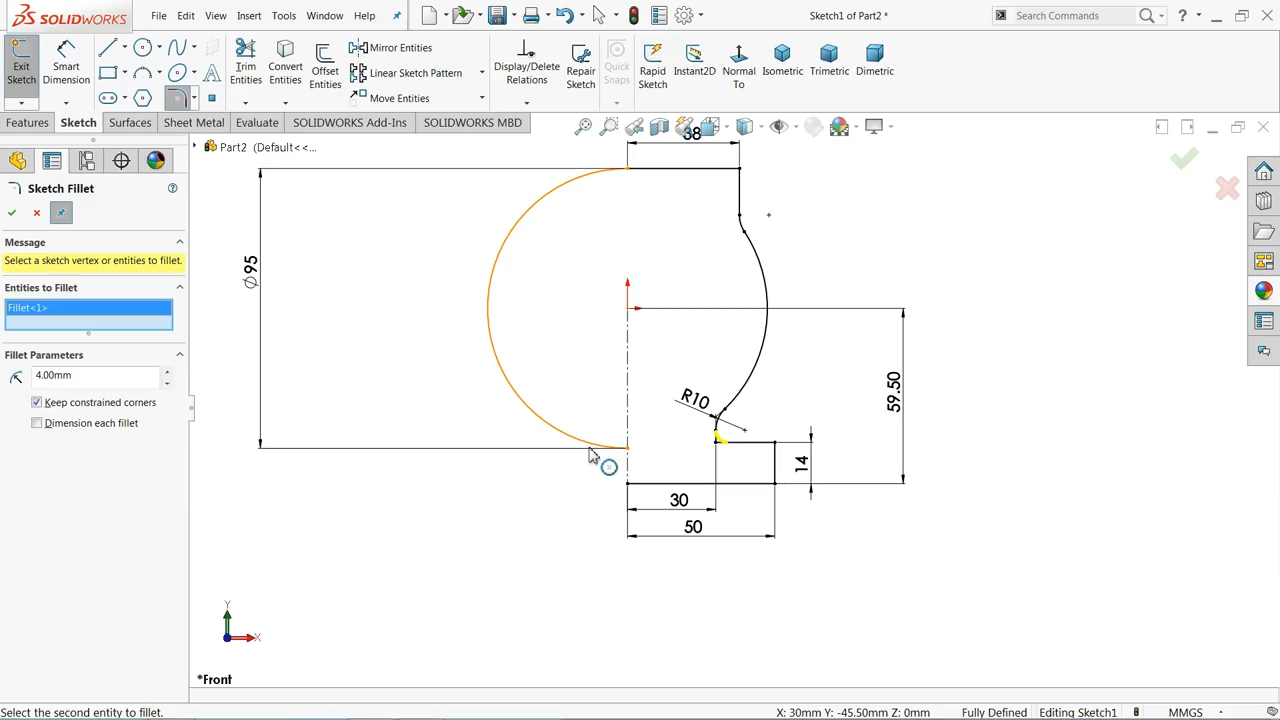 SOLIDWORKS
File Edit View Insert Tools Window Help
Sketch1 of Part2 *
Search Commands
?
Exit Sketch
Smart Dimension
Trim Entities
Convert Entities
Offset Entities
Mirror Entities
Linear Sketch Pattern
Move Entities
Display/Delete Relations
Repair Sketch
Quick Snaps
Rapid Sketch
Instant2D
Normal To
Isometric
Trimetric
Dimetric
Features Sketch Surfaces Sheet Metal Evaluate SOLIDWORKS Add-Ins SOLIDWORKS MBD
Part2 (Default<<...
Sketch Fillet
Message
Select a sketch vertex or entities to fillet.
Entities to Fillet
Fillet<1>
Fillet Parameters
4.00mm
Keep constrained corners
Dimension each fillet
38
∅95
R10
59.50
14
30
50
Y
X
*Front
Select the second entity to fillet.
X: 30mm Y: -45.50mm Z: 0mm
Fully Defined
Editing Sketch1
MMGS